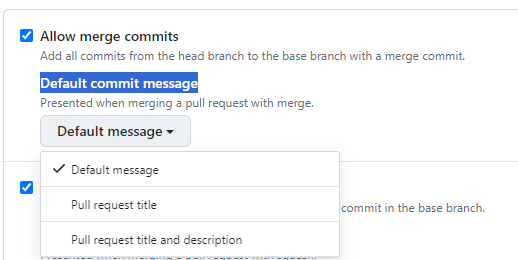 Allow merge commits
Add all commits from the head branch to the base branch with a merge commit.
Default commit message
Presented when merging a pull request with merge.
Default message
Default message
Pull request title
commit in the base branch.
Pull request title and description